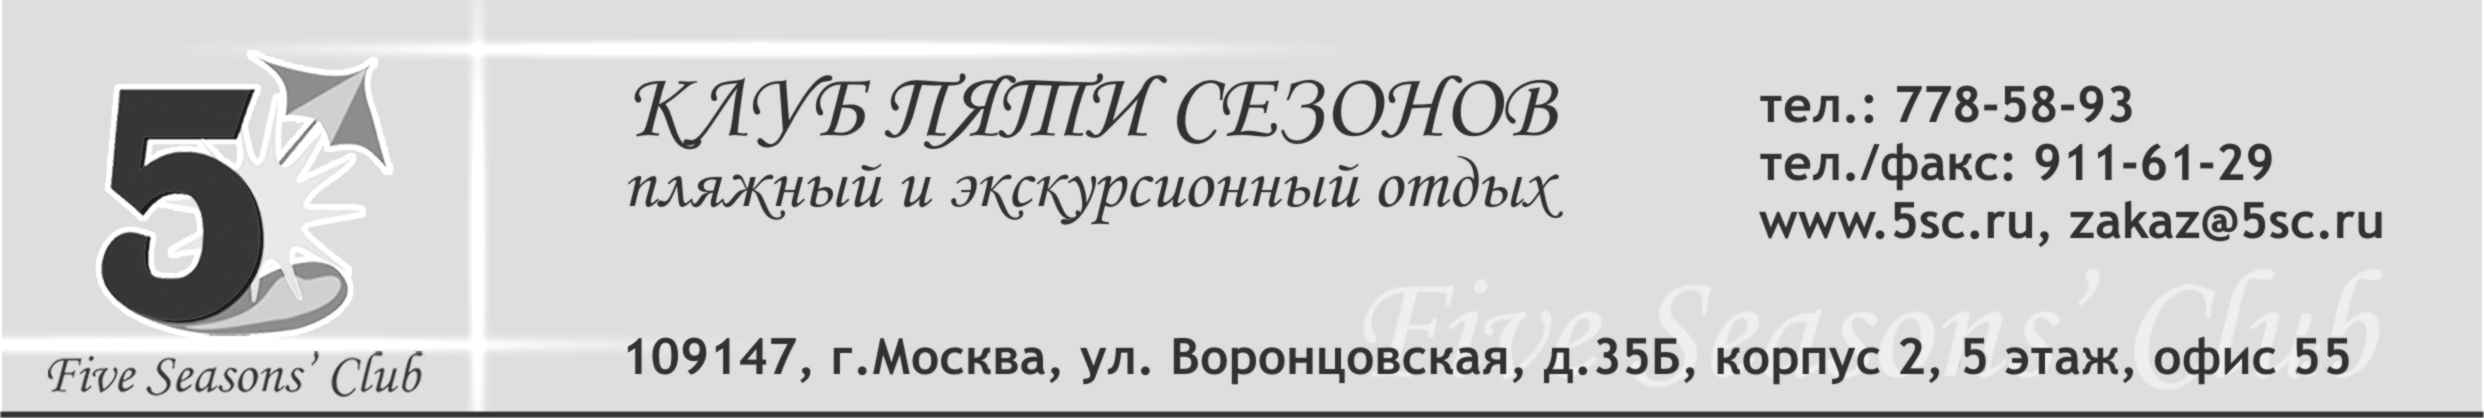 5
Five Seasons’ Club
КЛУБ ПЯТИ СЕЗОНОВ
пляжный и экскурсионный отдых
тел.: 778-58-93
тел./факс: 911-61-29
www.5sc.ru, zakaz@5sc.ru
Five Seasons’ Club
109147, г.Москва, ул. Воронцовская, д.35Б, корпус 2, 5 этаж, офис 55